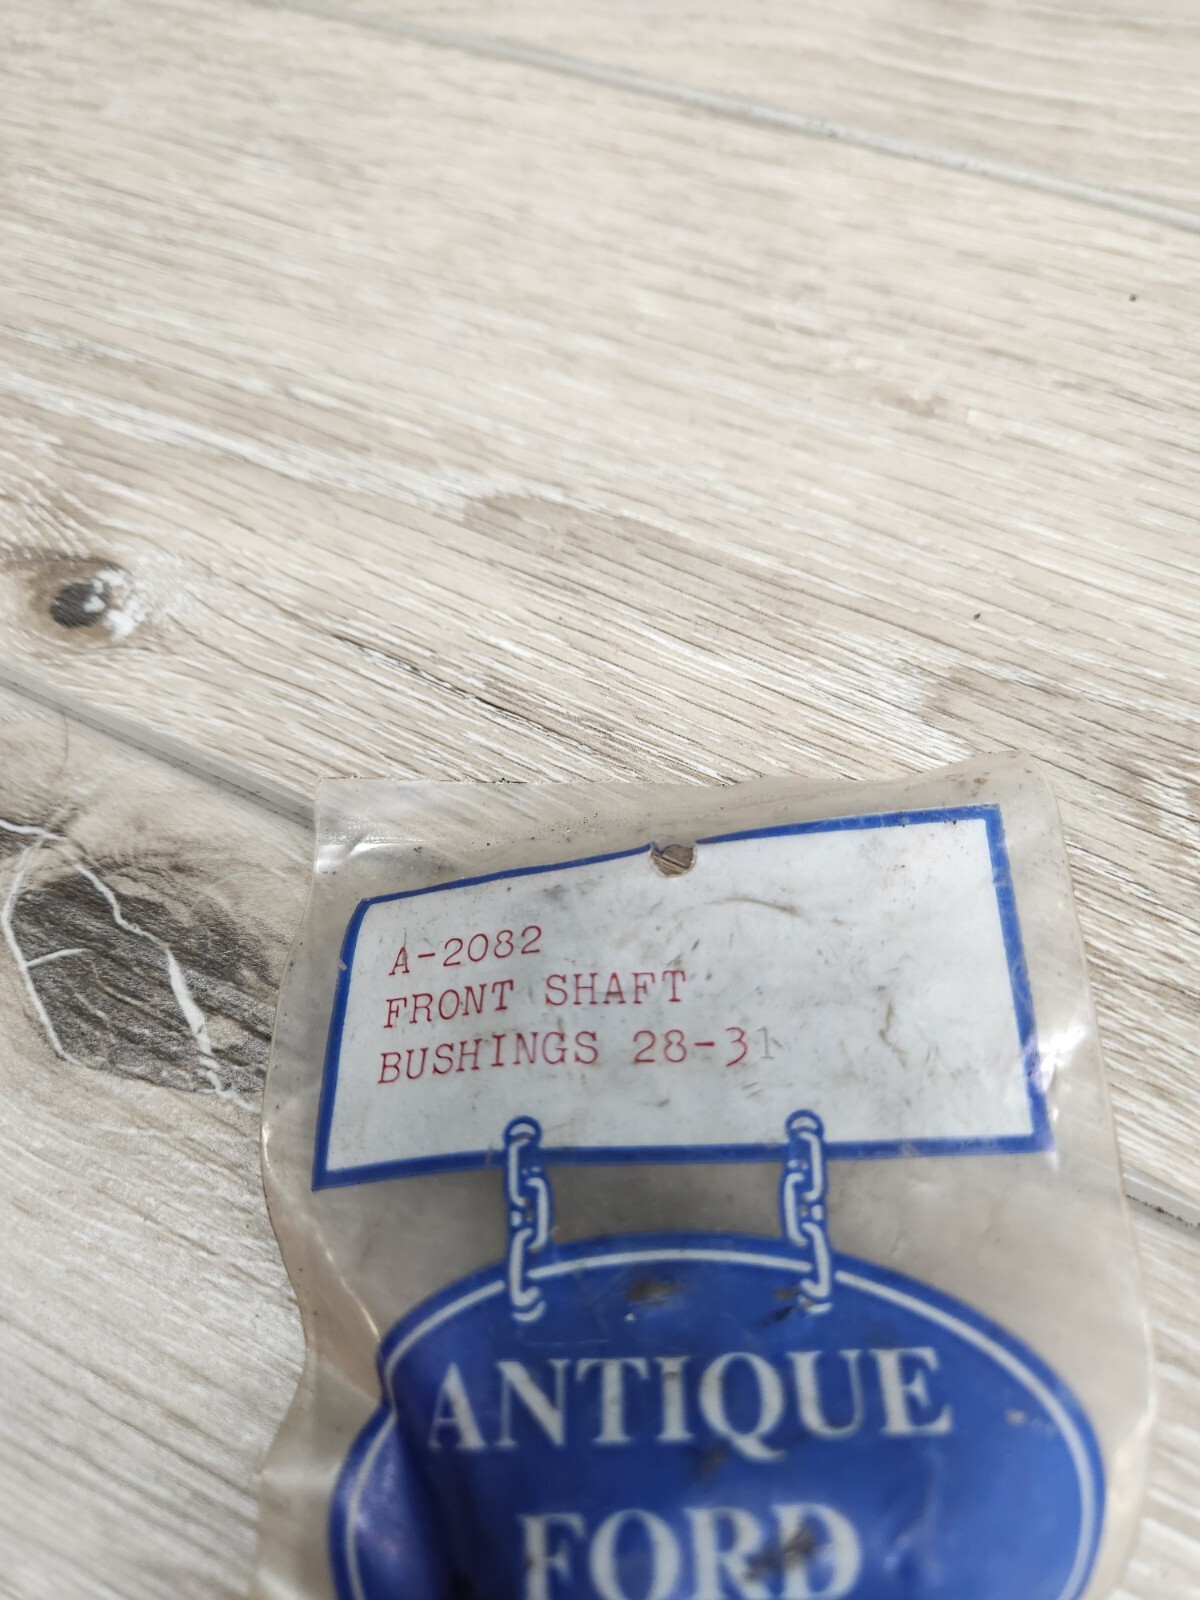 A-2082
FRONT SHAFT
BUSHINGS 28-31
ANTIQUE
FORD